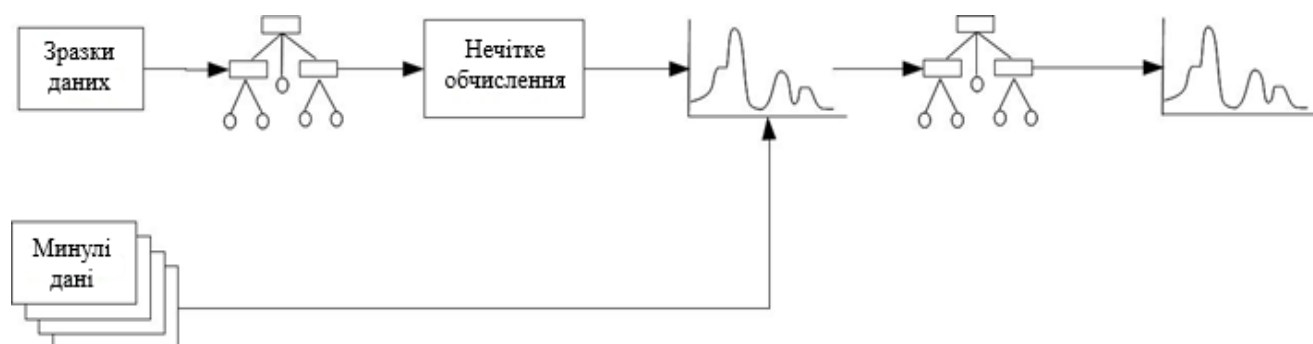 Зразки
даних
Нечітке
обчислення
Минулі
дані